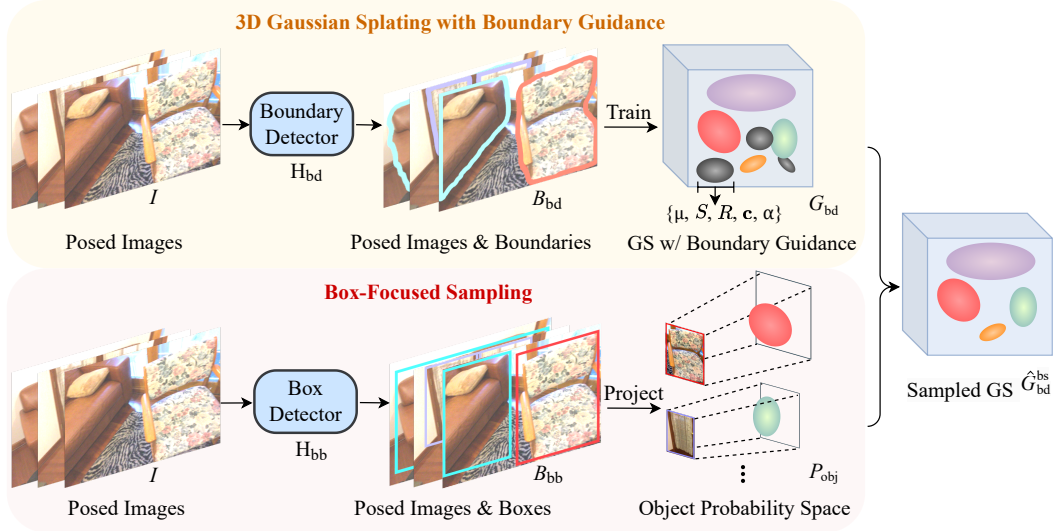 3D Gaussian Splating with Boundary Guidance
Boundary
Detector
H_bd
I
Posed Images
B_bd
Posed Images & Boundaries
Train
{μ, S, R, c, α}
G_bd
GS w/ Boundary Guidance
Box-Focused Sampling
Box
Detector
H_bb
I
Posed Images
B_bb
Posed Images & Boxes
Project
P_obj
Object Probability Space
Sampled GS Ĝ_bd^bs